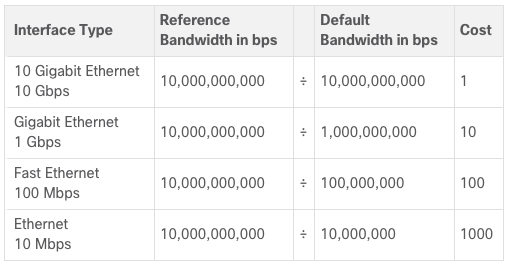 Interface Type Reference Bandwidth in bps Default Bandwidth in bps Cost
10 Gigabit Ethernet
10 Gbps 10,000,000,000 ÷ 10,000,000,000 1
Gigabit Ethernet
1 Gbps 10,000,000,000 ÷ 1,000,000,000 10
Fast Ethernet
100 Mbps 10,000,000,000 ÷ 100,000,000 100
Ethernet
10 Mbps 10,000,000,000 ÷ 10,000,000 1000